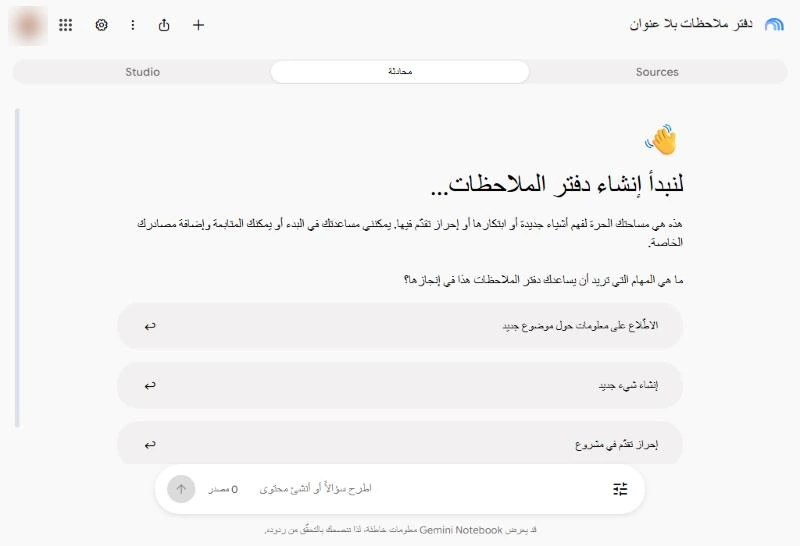 دفتر ملاحظات بلا عنوان
Sources
محادثة
Studio
لنبدأ إنشاء دفتر الملاحظات...
هذه هي مساحتك الحرة لفهم أشياء جديدة أو ابتكارها أو إحراز تقدّم فيها. يمكنني مساعدتك في البدء أو يمكنك المتابعة وإضافة مصادرك
الخاصة.
ما هي المهام التي تريد أن يساعدك دفتر الملاحظات هذا في إنجازها؟
الاطّلاع على معلومات حول موضوع جديد
إنشاء شيء جديد
إحراز تقدّم في مشروع
اطرح سؤالاً أو أنشئ محتوى
0 مصدر
قد يعرض Gemini Notebook معلومات خاطئة، لذا ننصحك بالتحقّق من ردوده.